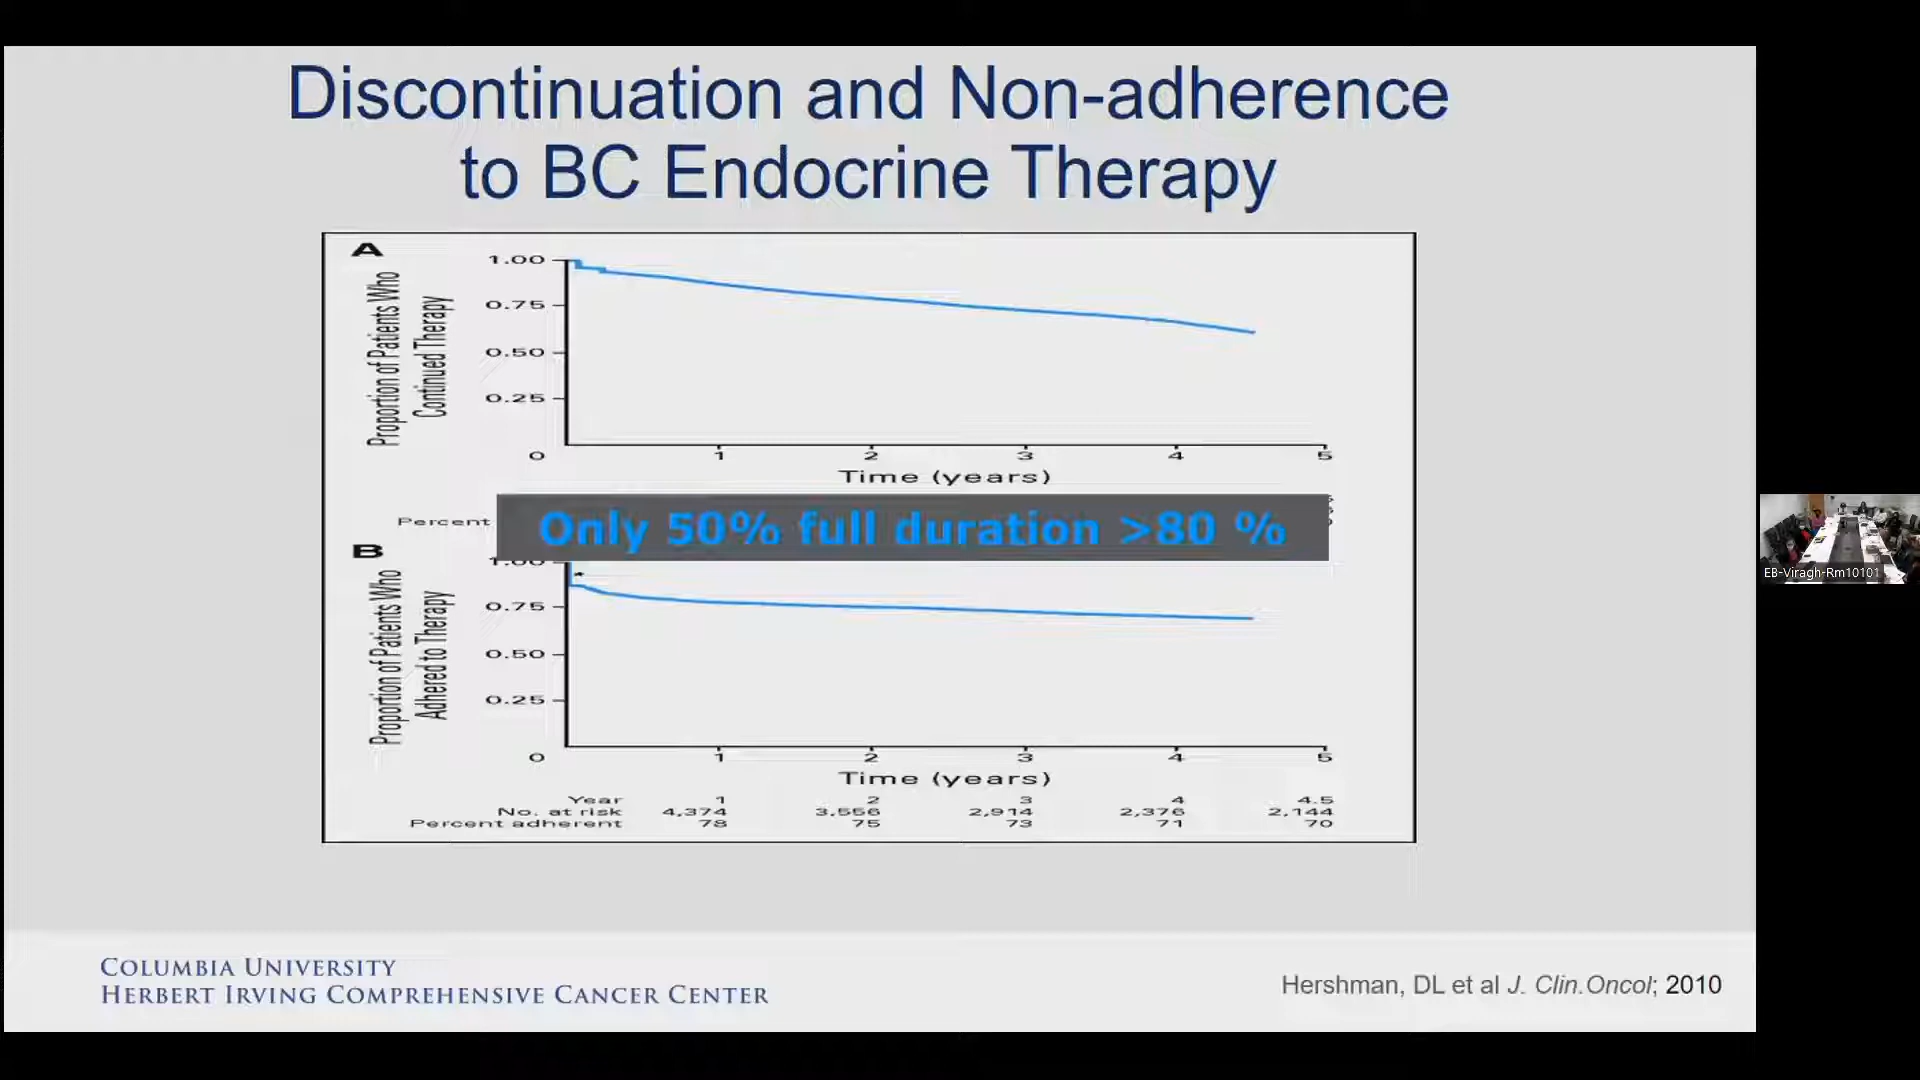 Discontinuation and Non-adherence
to BC Endocrine Therapy
A
Proportion of Patients Who
Continued Therapy
1.00
0.75
0.50
0.25
0 1 2 3 4 5
Time (years)
Percent
Only 50% full duration >80 %
B
Proportion of Patients Who
Adhered to Therapy
1.00
0.75
0.50
0.25
0 1 2 3 4 5
Time (years)
Year 1 2 3 4 4.5
No. at risk 4,374 3,556 2,914 2,376 2,144
Percent adherent 78 75 73 71 70
COLUMBIA UNIVERSITY
HERBERT IRVING COMPREHENSIVE CANCER CENTER
Hershman, DL et al J. Clin.Oncol; 2010
EB-Viragh-Rm10101